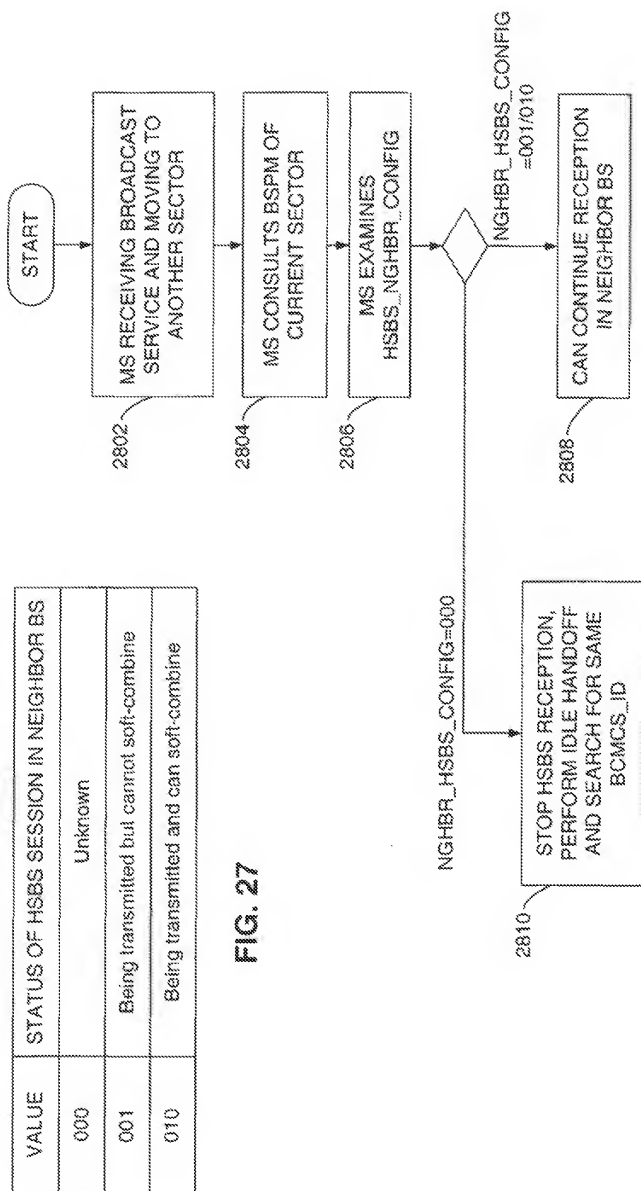 VALUE
STATUS OF HSBS SESSION IN NEIGHBOR BS
000
Unknown
001
Being transmitted but cannot soft-combine
010
Being transmitted and can soft-combine
FIG. 27
START
2802
MS RECEIVING BROADCAST
SERVICE AND MOVING TO
ANOTHER SECTOR
2804
MS CONSULTS BSPM OF
CURRENT SECTOR
2806
MS EXAMINES
HSBS_NGHBR_CONFIG
NGHBR_HSBS_CONFIG
=001/010
NGHBR_HSBS_CONFIG=000
2808
CAN CONTINUE RECEPTION
IN NEIGHBOR BS
2810
STOP HSBS RECEPTION,
PERFORM IDLE HANDOFF
AND SEARCH FOR SAME
BCMCS_ID